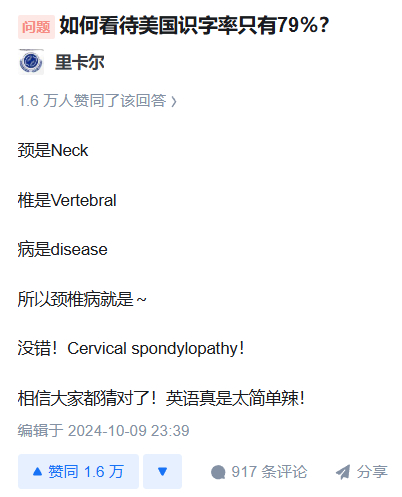 问题 如何看待美国识字率只有79%？
里卡尔
1.6 万人赞同了该回答 >
颈是Neck
椎是Vertebral
病是disease
所以颈椎病就是～
没错！Cervical spondylopathy！
相信大家都猜对了！英语真是太简单辣！
编辑于 2024-10-09 23:39
赞同 1.6 万
917 条评论
分享